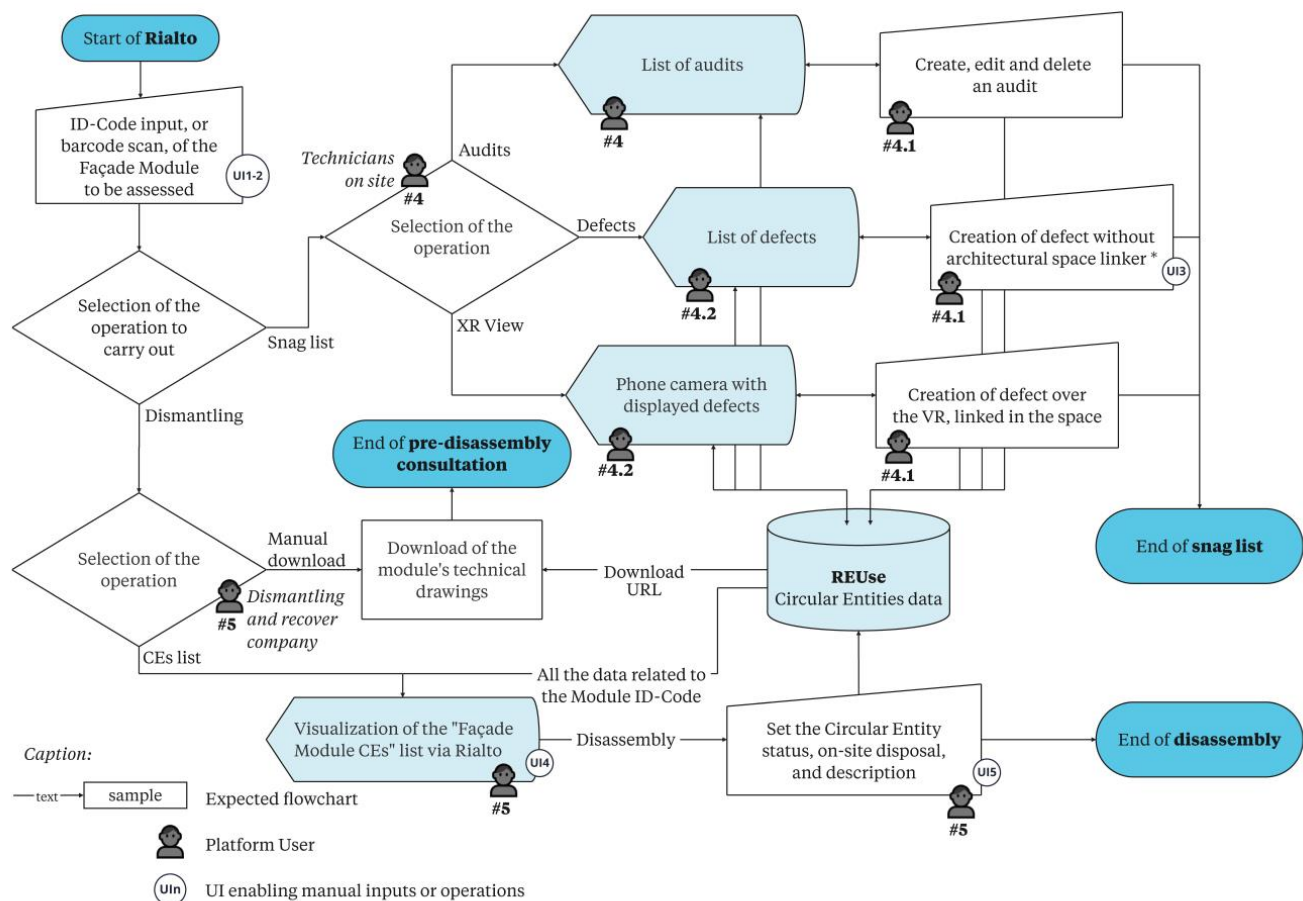 Start of Rialto
ID-Code input, or
barcode scan, of the
Façade Module
to be assessed
UI1-2
Selection of the
operation to
carry out
Snag list
Dismantling
Technicians
on site
#4
Selection of the
operation
Audits
Defects
XR View
List of audits
#4
Create, edit and delete
an audit
#4.1
List of defects
#4.2
Creation of defect without
architectural space linker *
UI3
#4.1
Phone camera with
displayed defects
#4.2
Creation of defect over
the VR, linked in the space
#4.1
End of snag list
End of pre-disassembly
consultation
Selection of the
operation
Manual
download
#5
Dismantling
and recover
company
CEs list
Download of the
module's technical
drawings
Download
URL
REUse
Circular Entities data
All the data related to
the Module ID-Code
Visualization of the "Façade
Module CEs" list via Rialto
UI4
#5
Disassembly
Set the Circular Entity
status, on-site disposal,
and description
UI5
#5
End of disassembly
Caption:
text
sample
Expected flowchart
Platform User
UIn
UI enabling manual inputs or operations